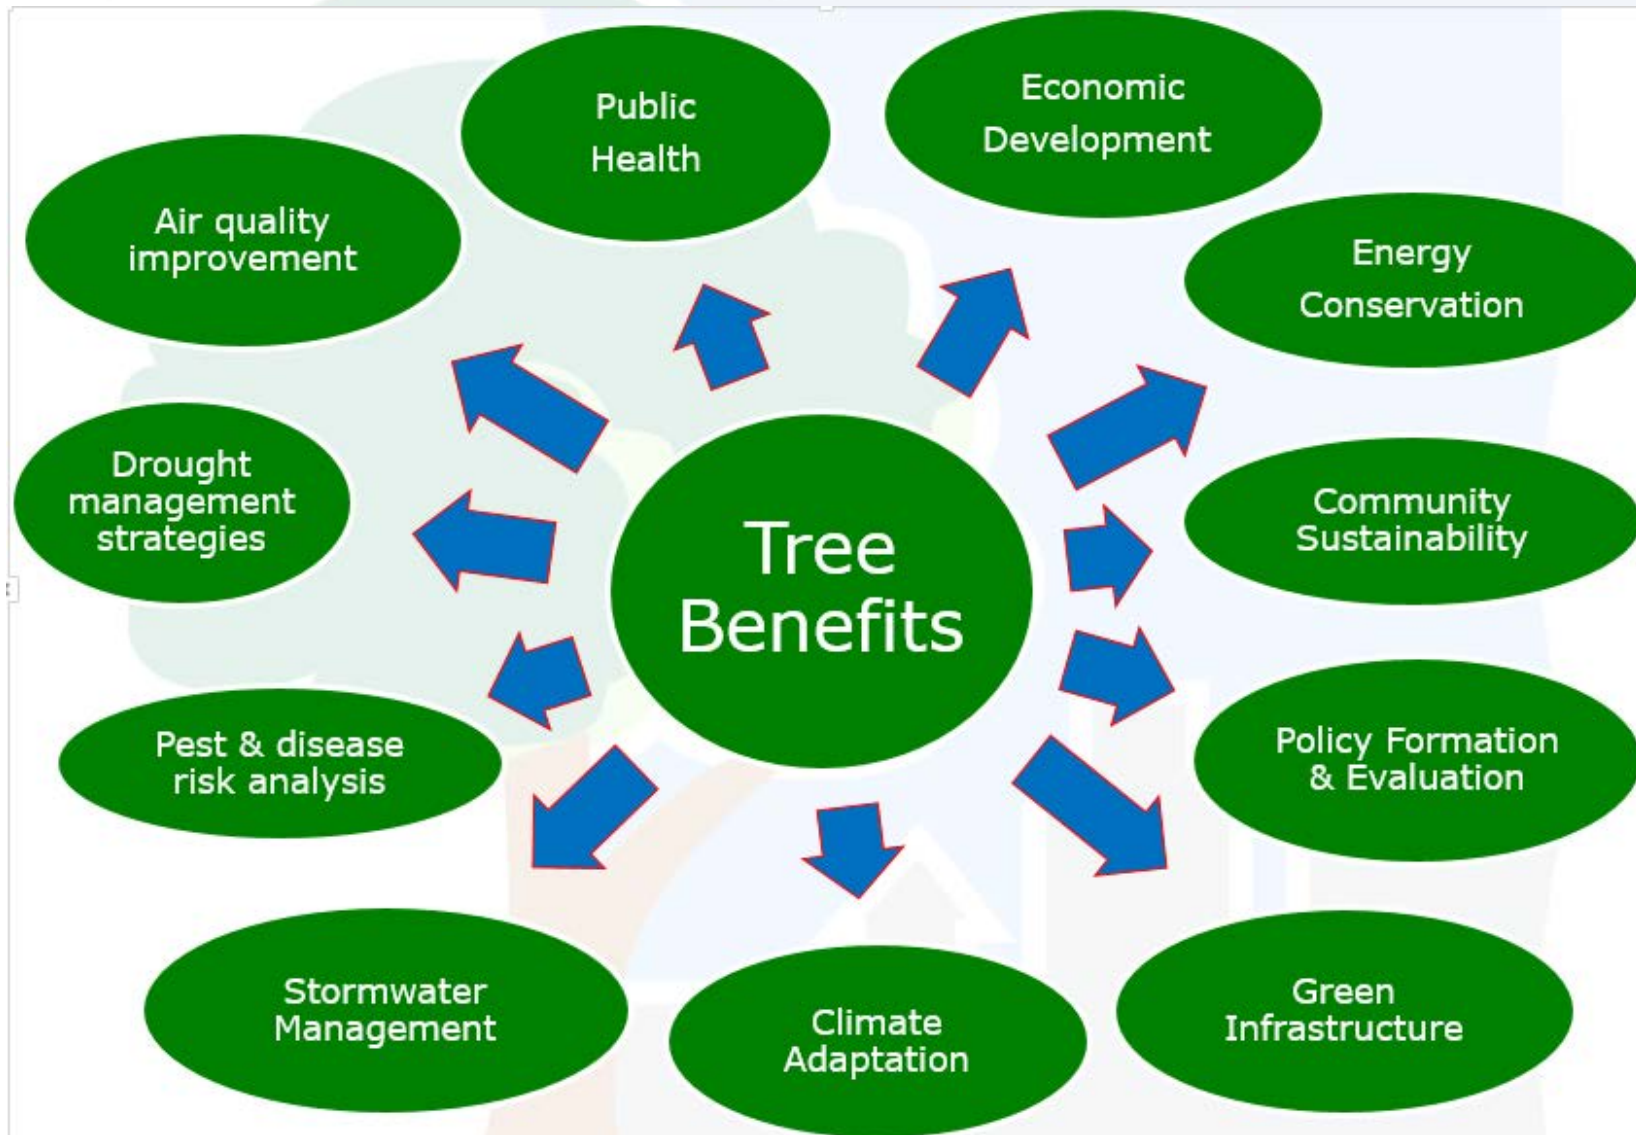 Tree
Benefits
Public
Health
Economic
Development
Energy
Conservation
Community
Sustainability
Policy Formation
& Evaluation
Green
Infrastructure
Climate
Adaptation
Stormwater
Management
Pest & disease
risk analysis
Drought
management
strategies
Air quality
improvement